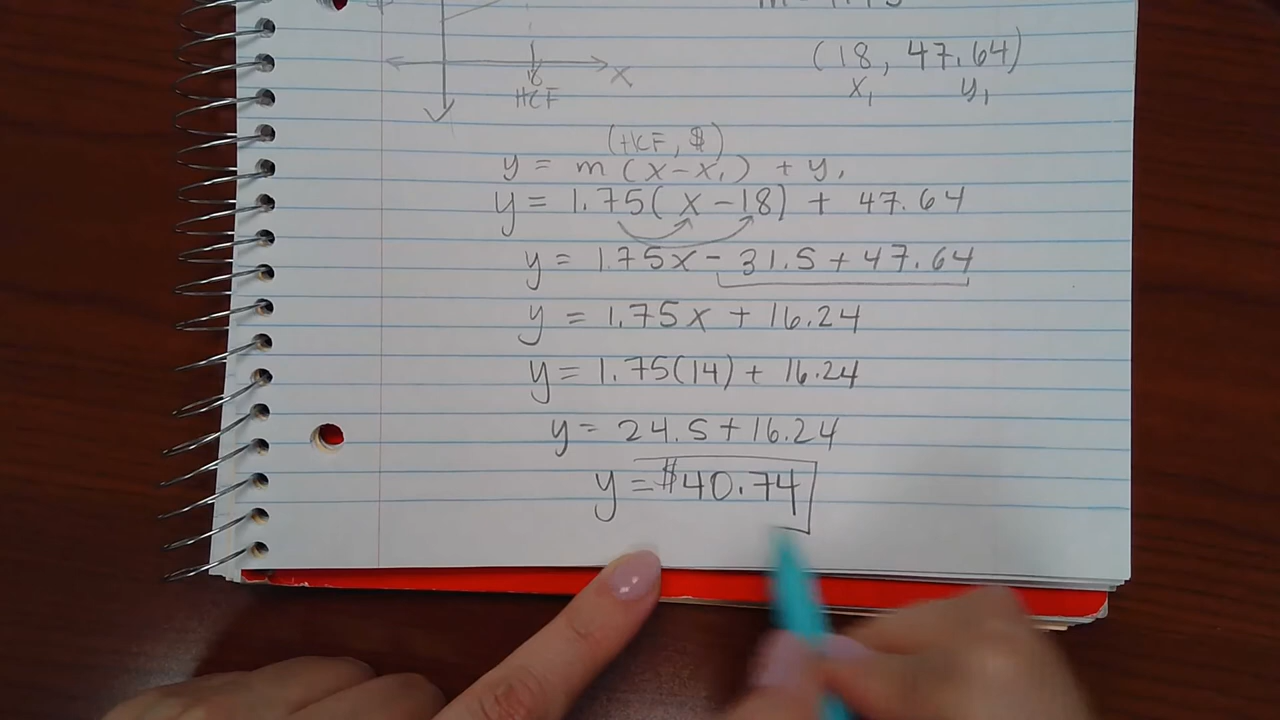 (18, 47.64)
x₁ y₁
x
18
HCF
(HCF, $)
y = m (x-x₁) + y₁
y = 1.75(x-18) + 47.64
y = 1.75x - 31.5 + 47.64
y = 1.75x + 16.24
y = 1.75(14) + 16.24
y = 24.5 + 16.24
y = $40.74